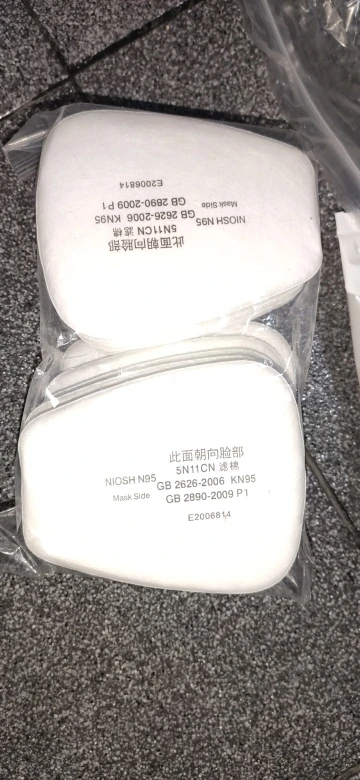 E2006814
GB 2890-2009 P1
GB 2626-2006 KN95
5N11CN 滤棉
此面朝向脸部
Mask Side
NIOSH N95
此面朝向脸部
5N11CN 滤棉
NIOSH N95 GB 2626-2006 KN95
Mask Side GB 2890-2009 P1
E2006814